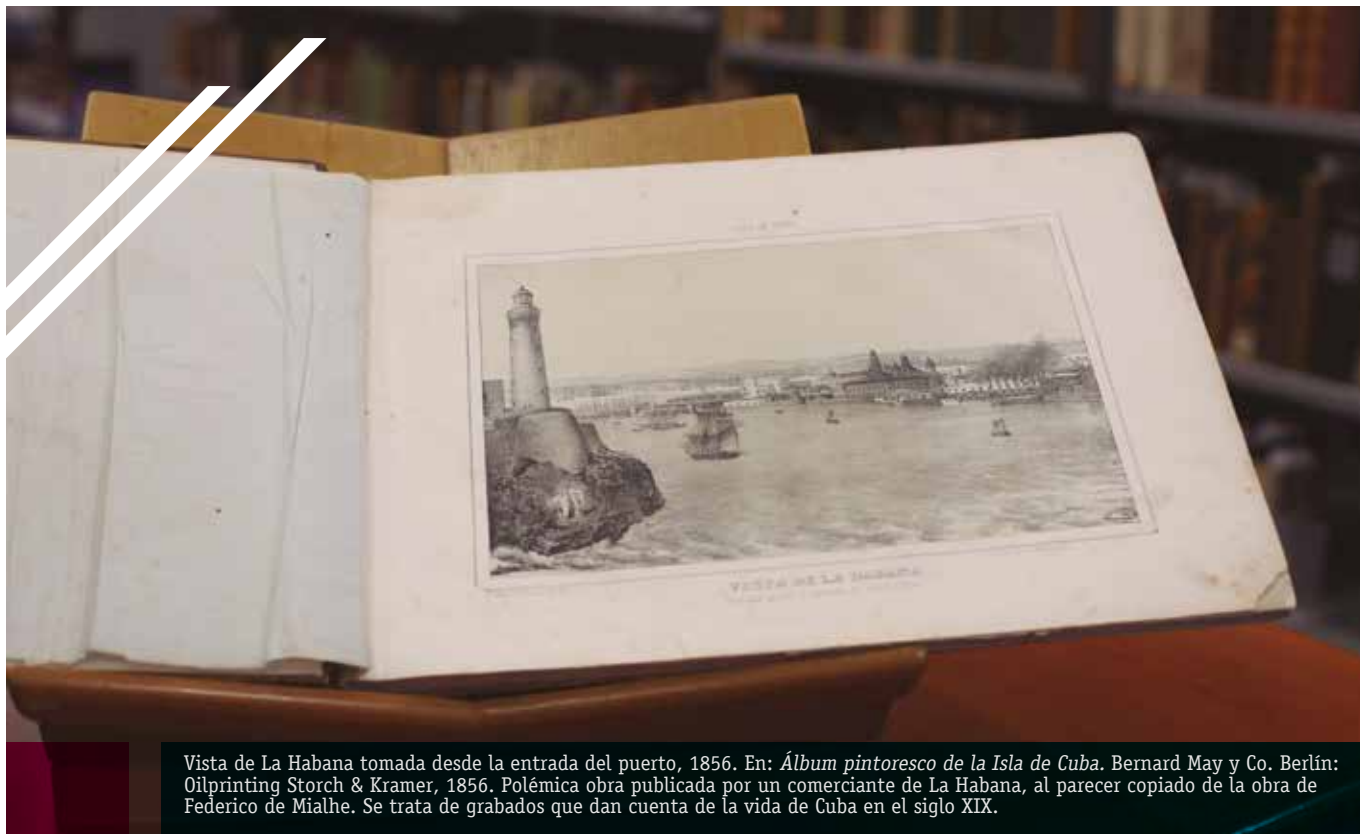 VISTA DE LA HABANA
Vista de La Habana tomada desde la entrada del puerto, 1856. En: Álbum pintoresco de la Isla de Cuba. Bernard May y Co. Berlín:
Oilprinting Storch & Kramer, 1856. Polémica obra publicada por un comerciante de La Habana, al parecer copiado de la obra de
Federico de Mialhe. Se trata de grabados que dan cuenta de la vida de Cuba en el siglo XIX.